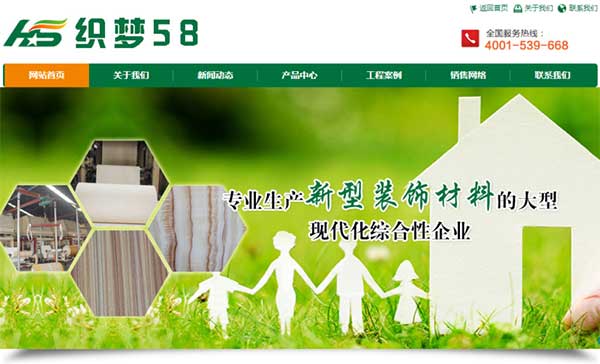 返回首页 关于我们 联系我们
HS 织梦58
全国服务热线：
4001-539-668
网站首页 关于我们 新闻动态 产品中心 工程案例 销售网络 联系我们
专业生产新型装饰材料的大型
现代化综合性企业